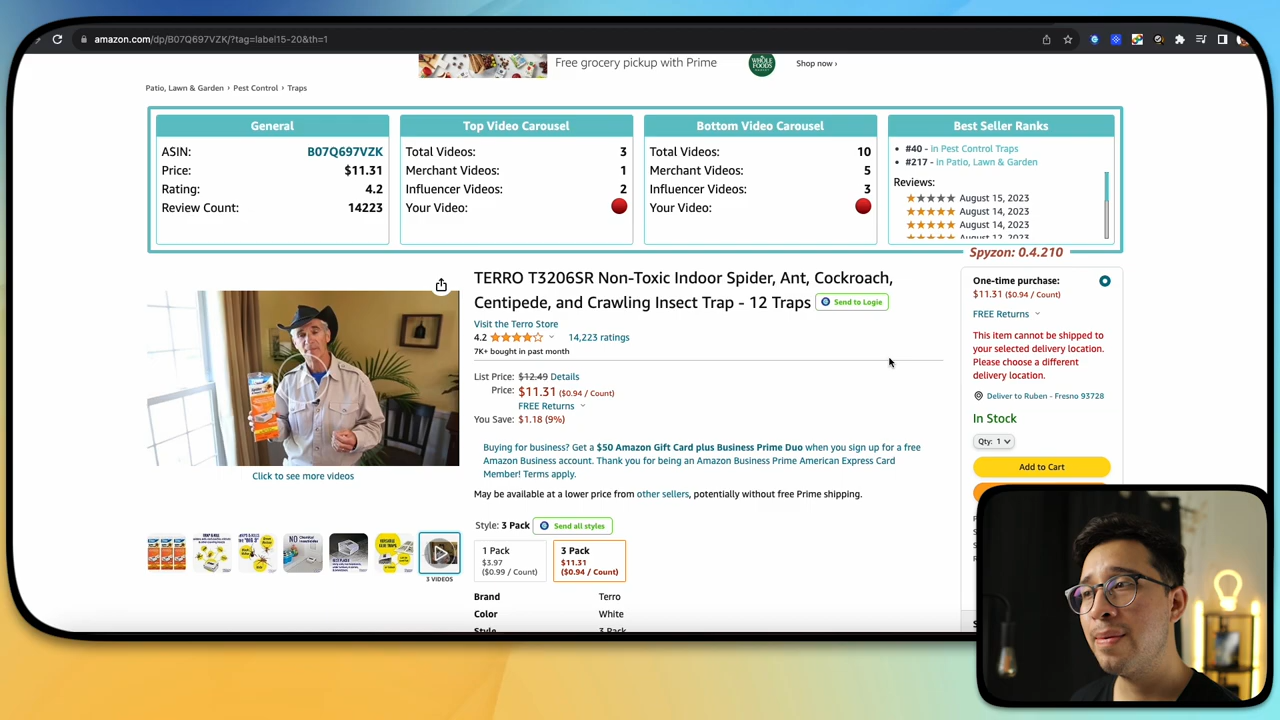 amazon.com/dp/B07Q697VZK/?tag=label15-20&th=1
Free grocery pickup with Prime
WHOLE FOODS
Shop now ›
Patio, Lawn & Garden › Pest Control › Traps
General
ASIN: B07Q697VZK
Price: $11.31
Rating: 4.2
Review Count: 14223
Top Video Carousel
Total Videos: 3
Merchant Videos: 1
Influencer Videos: 2
Your Video:
Bottom Video Carousel
Total Videos: 10
Merchant Videos: 5
Influencer Videos: 3
Your Video:
Best Seller Ranks
#40 - in Pest Control Traps
#217 - in Patio, Lawn & Garden
Reviews:
August 15, 2023
August 14, 2023
August 14, 2023
August 12, 2023
Spyzon: 0.4.210
TERRO T3206SR Non-Toxic Indoor Spider, Ant, Cockroach,
Centipede, and Crawling Insect Trap - 12 Traps
Send to Logie
Visit the Terro Store
4.2 14,223 ratings
7K+ bought in past month
List Price: $12.49 Details
Price: $11.31 ($0.94 / Count)
FREE Returns
You Save: $1.18 (9%)
Buying for business? Get a $50 Amazon Gift Card plus Business Prime Duo when you sign up for a free
Amazon Business account. Thank you for being an Amazon Business Prime American Express Card
Member! Terms apply.
May be available at a lower price from other sellers, potentially without free Prime shipping.
Style: 3 Pack
Send all styles
1 Pack
$3.97
($0.99 / Count)
3 Pack
$11.31
($0.94 / Count)
Brand Terro
Color White
Style 3 Pack
Click to see more videos
3 VIDEOS
One-time purchase:
$11.31 ($0.94 / Count)
FREE Returns
This item cannot be shipped to
your selected delivery location.
Please choose a different
delivery location.
Deliver to Ruben - Fresno 93728
In Stock
Qty: 1
Add to Cart